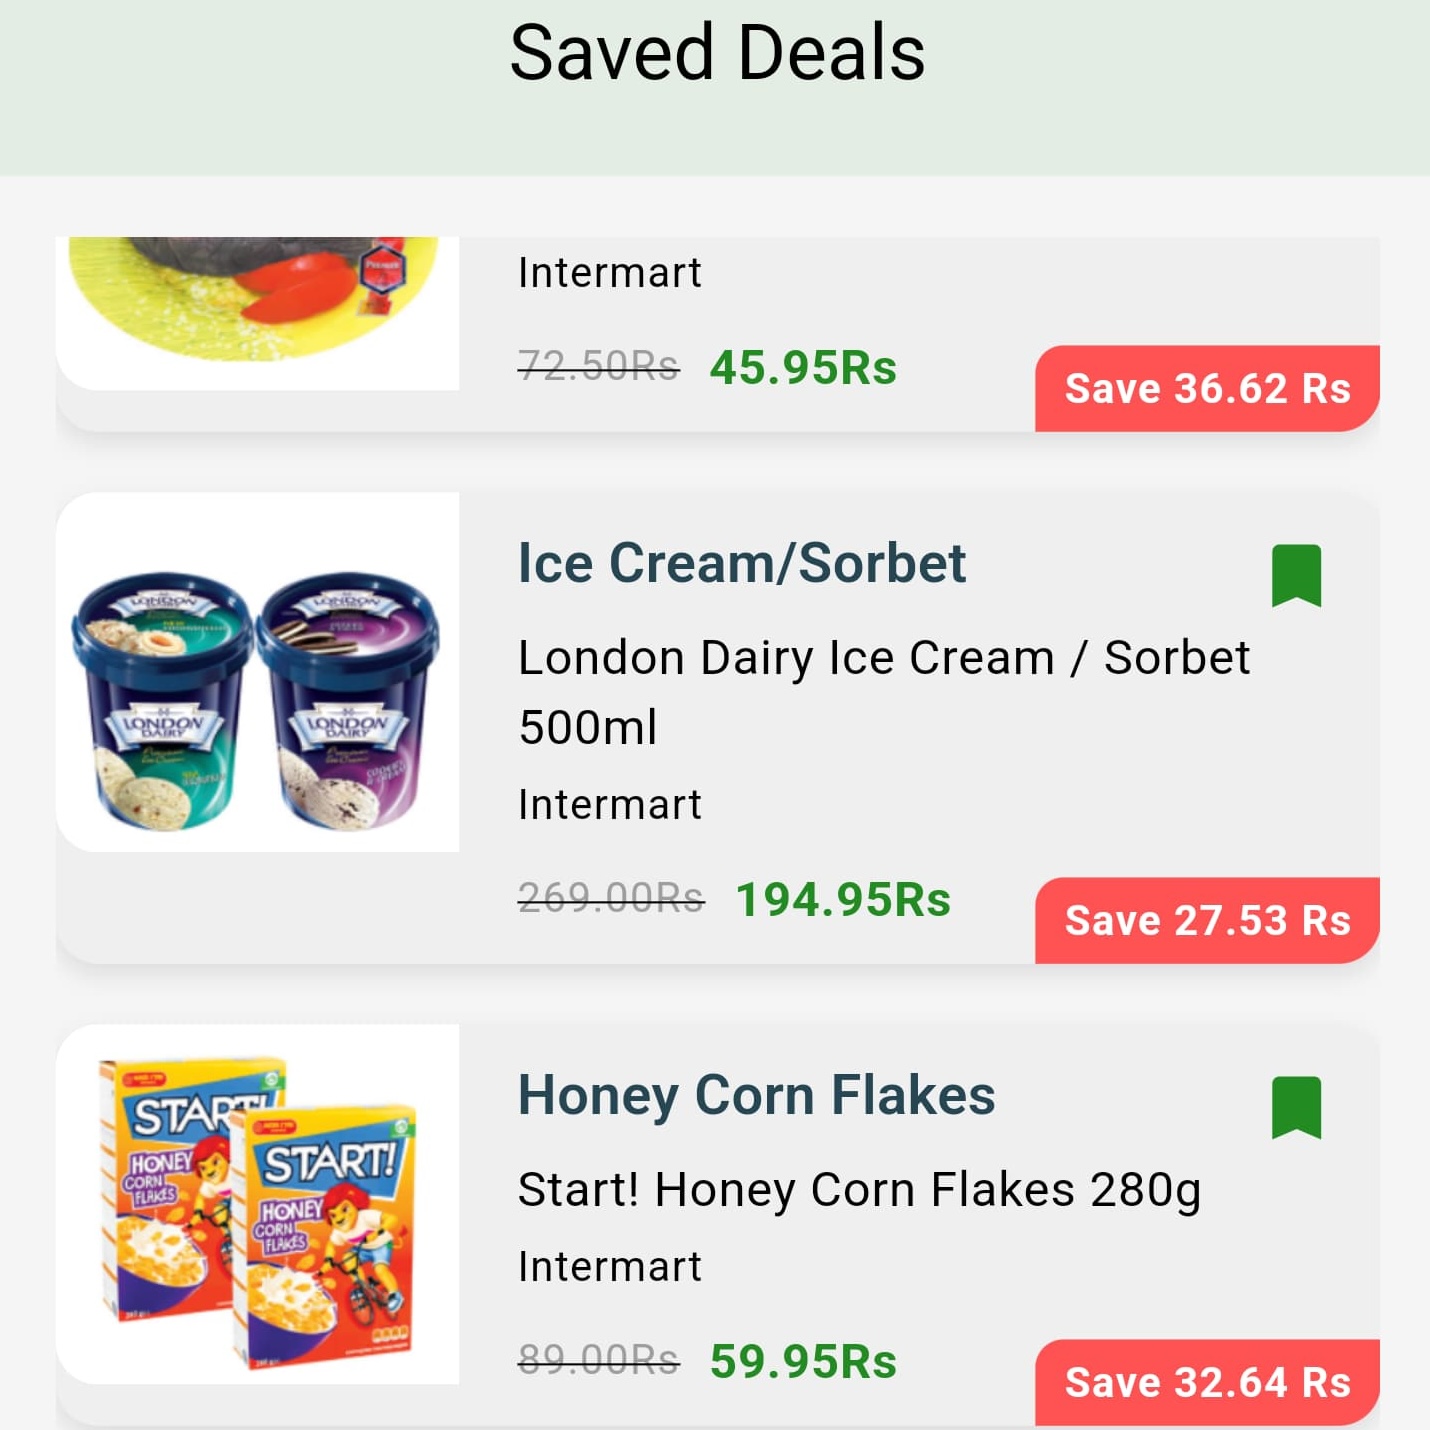 Saved Deals
Intermart
72.50Rs 45.95Rs
Save 36.62 Rs
Ice Cream/Sorbet
London Dairy Ice Cream / Sorbet
500ml
Intermart
269.00Rs 194.95Rs
Save 27.53 Rs
LONDON
LONDON
LONDON
DAIRY
LONDON
DAIRY
Honey Corn Flakes
Start! Honey Corn Flakes 280g
Intermart
89.00Rs 59.95Rs
Save 32.64 Rs
START!
HONEY
CORN
FLAKES
START!
HONEY
CORN
FLAKES